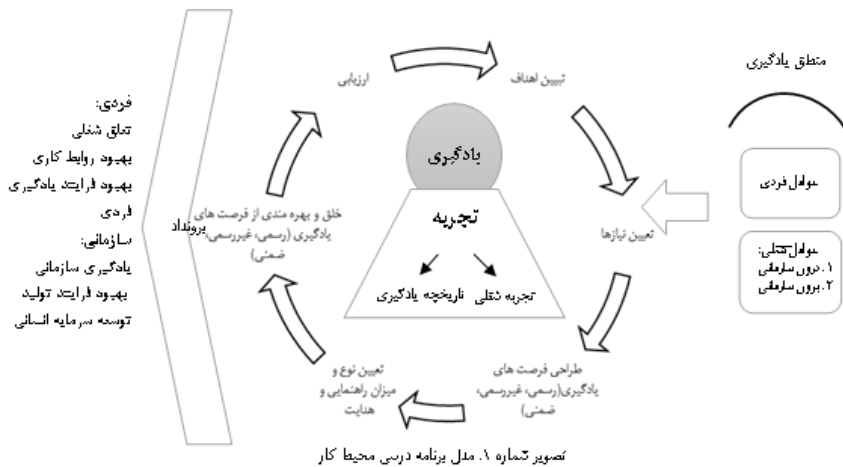 منطق یادگیری
عوامل فردی
عوامل محلی:
۱. درون سازمانی
۲. برون سازمانی
تعیین نیازها
تبیین اهداف
ارزیابی
خلق و بهره مندی از فرصت های
یادگیری (رسمی، غیررسمی،
ضمنی)
تعیین نوع و
میزان راهنمایی و
هدایت
طراحی فرصت های
یادگیری(رسمی، غیررسمی،
ضمنی)
یادگیری
تجربه
تجربه شغلی
تاریخچه یادگیری
برونداد
فردی:
تعلق شغلی
بهبود روابط کاری
بهبود فرایند یادگیری
فردی
سازمانی:
یادگیری سازمانی
بهبود فرایند تولید
توسعه سرمایه انسانی
تصویر شماره ۱. مدل برنامه درسی محیط کار